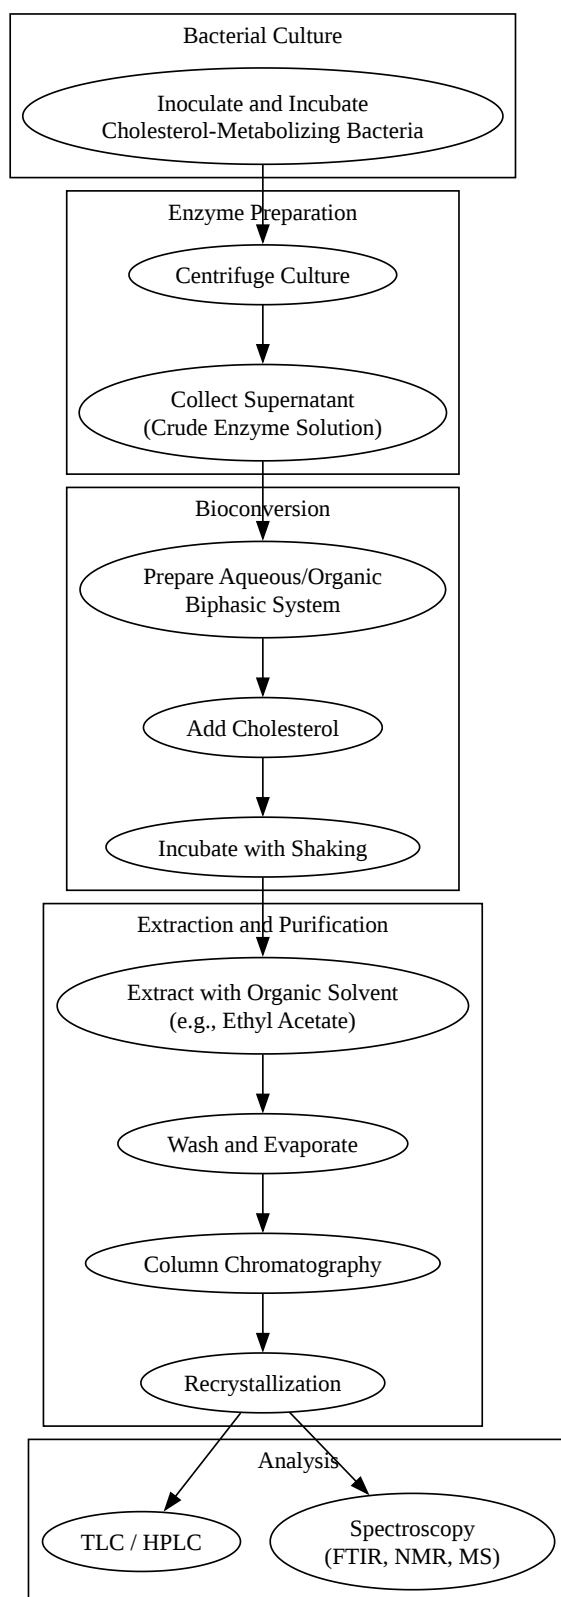 Bacterial Culture
Inoculate and Incubate
Cholesterol-Metabolizing Bacteria
Enzyme Preparation
Centrifuge Culture
Collect Supernatant
(Crude Enzyme Solution)
Bioconversion
Prepare Aqueous/Organic
Biphasic System
Add Cholesterol
Incubate with Shaking
Extraction and Purification
Extract with Organic Solvent
(e.g., Ethyl Acetate)
Wash and Evaporate
Column Chromatography
Recrystallization
Analysis
TLC / HPLC
Spectroscopy
(FTIR, NMR, MS)